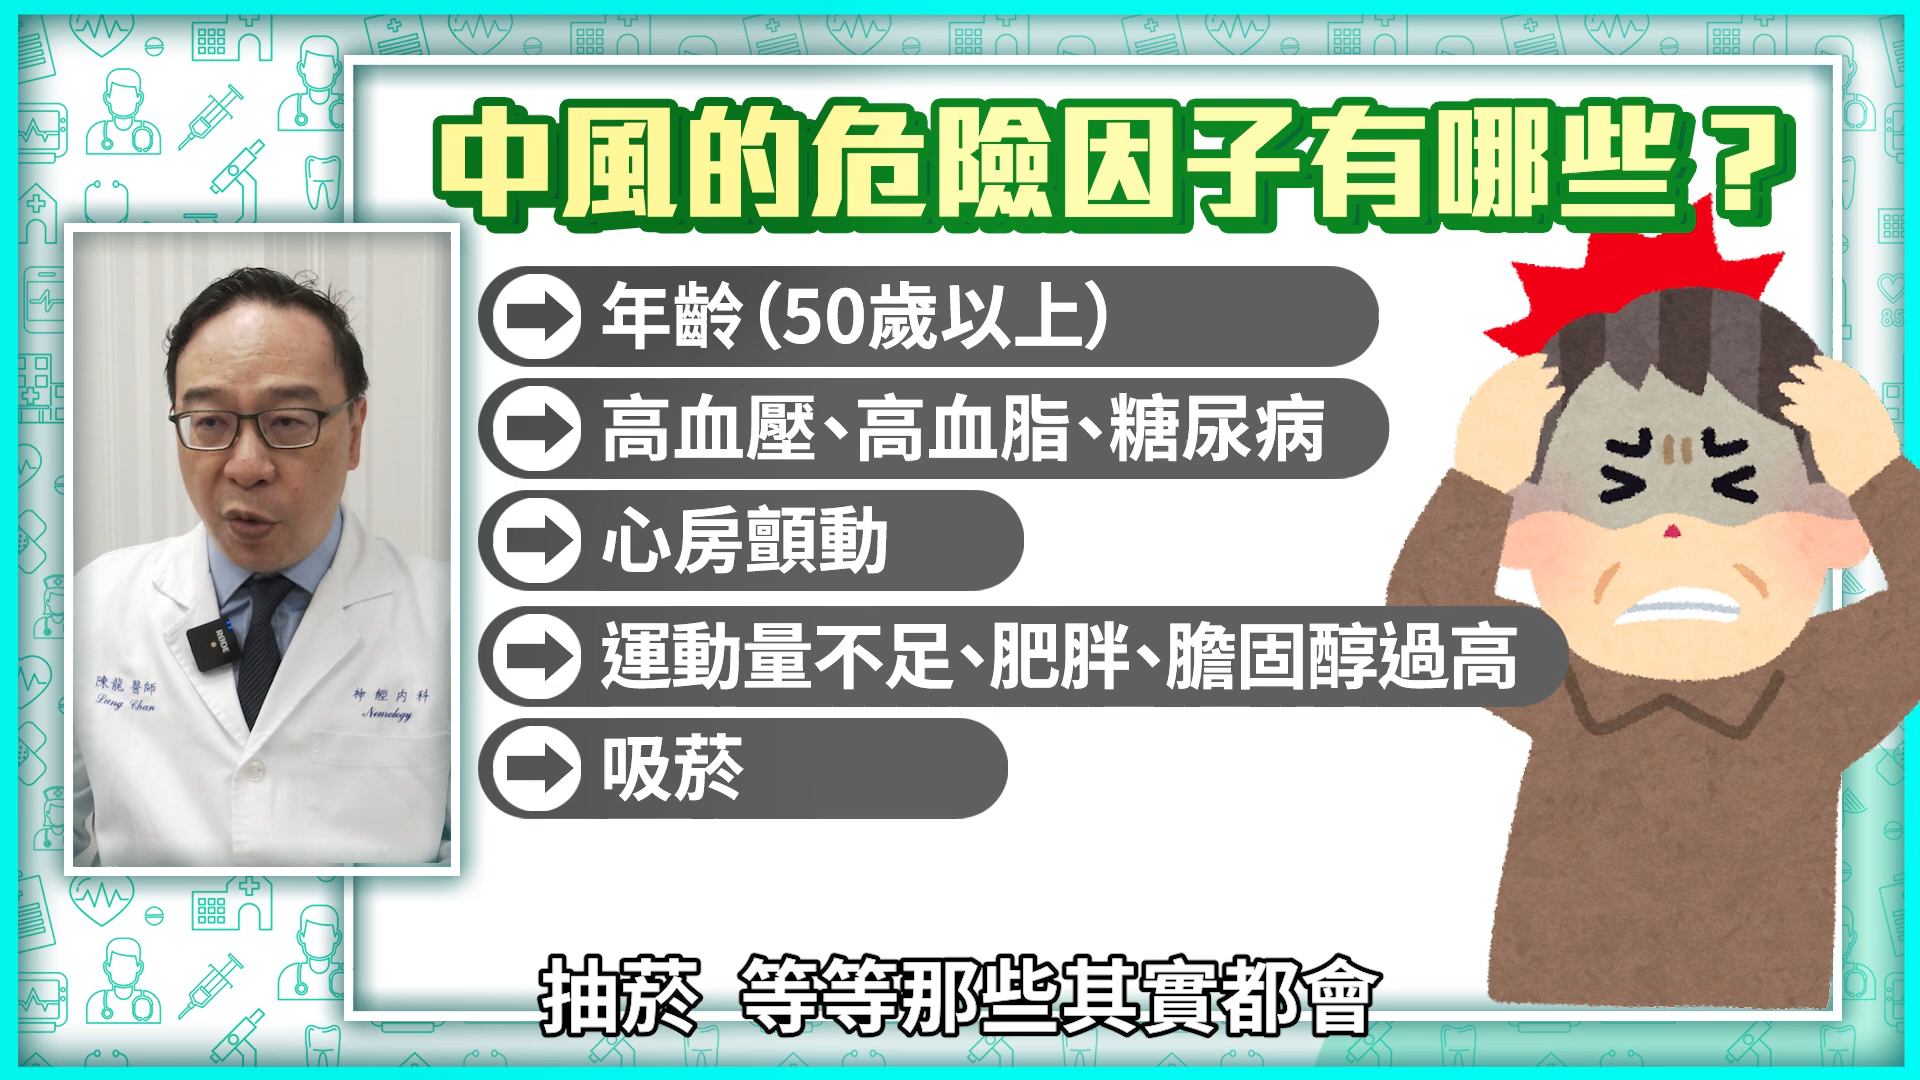 中風的危險因子有哪些？
年齡（50歲以上）
高血壓、高血脂、糖尿病
心房顫動
運動量不足、肥胖、膽固醇過高
吸菸
RØDE
陳龍 醫師
Lung Chan
神經內科
Neurology
抽菸 等等那些其實都會